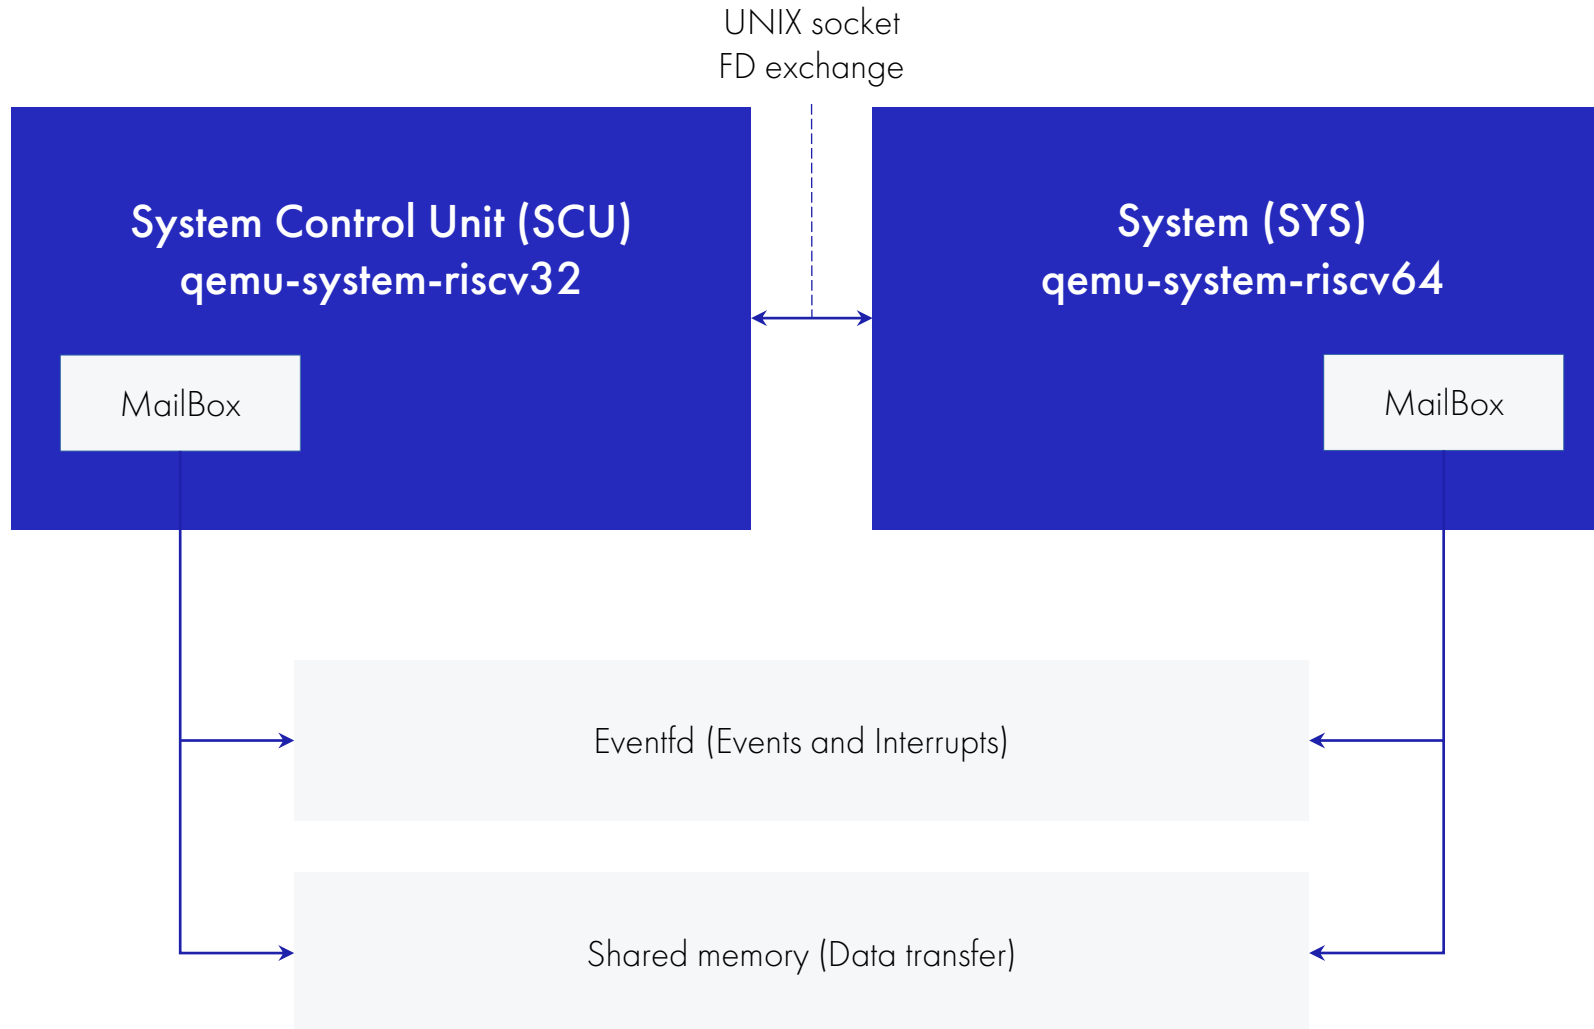 UNIX socket
FD exchange
System Control Unit (SCU)
qemu-system-riscv32
MailBox
System (SYS)
qemu-system-riscv64
MailBox
Eventfd (Events and Interrupts)
Shared memory (Data transfer)